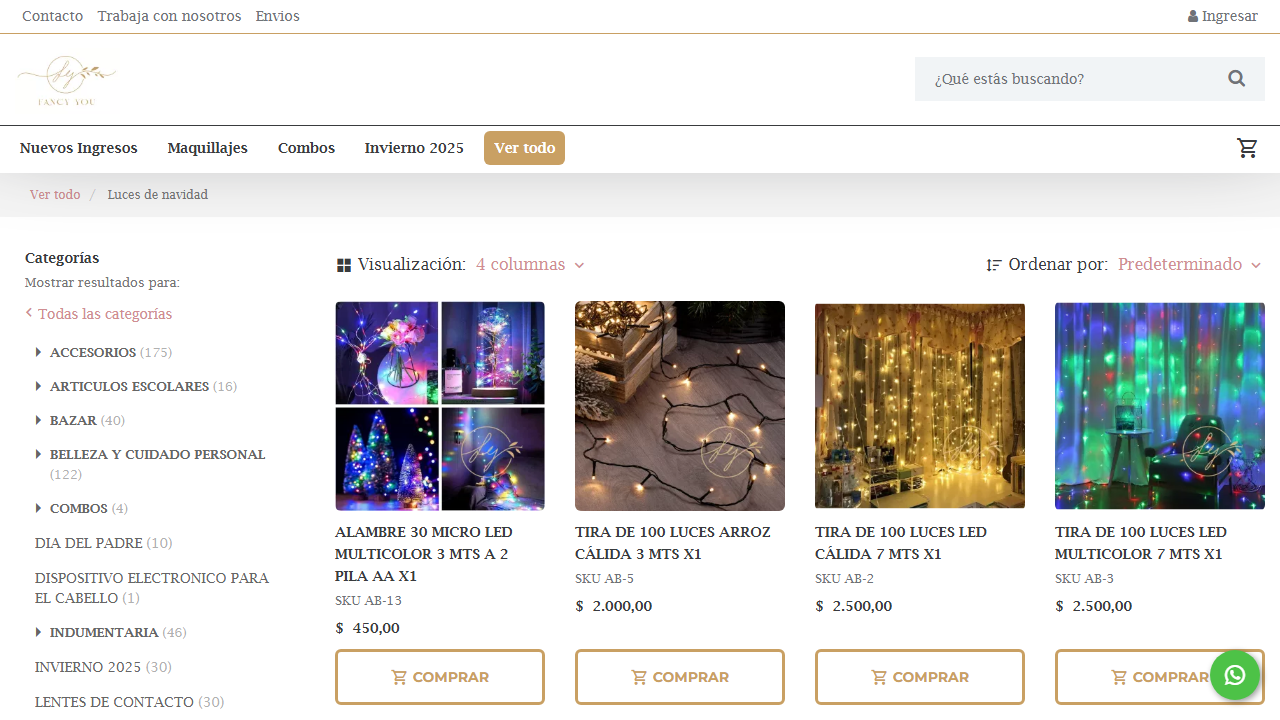 Contacto Trabaja con nosotros Envios
Ingresar
FANCY YOU
¿Qué estás buscando?
Nuevos Ingresos Maquillajes Combos Invierno 2025 Ver todo
Ver todo / Luces de navidad
Categorías
Mostrar resultados para:
Todas las categorías
ACCESORIOS (175)
ARTICULOS ESCOLARES (16)
BAZAR (40)
BELLEZA Y CUIDADO PERSONAL
(122)
COMBOS (4)
DIA DEL PADRE (10)
DISPOSITIVO ELECTRONICO PARA
EL CABELLO (1)
INDUMENTARIA (46)
INVIERNO 2025 (30)
LENTES DE CONTACTO (30)
Visualización: 4 columnas
Ordenar por: Predeterminado
ALAMBRE 30 MICRO LED
MULTICOLOR 3 MTS A 2
PILA AA X1
SKU AB-13
$ 450,00
COMPRAR
TIRA DE 100 LUCES ARROZ
CÁLIDA 3 MTS X1
SKU AB-5
$ 2.000,00
COMPRAR
TIRA DE 100 LUCES LED
CÁLIDA 7 MTS X1
SKU AB-2
$ 2.500,00
COMPRAR
TIRA DE 100 LUCES LED
MULTICOLOR 7 MTS X1
SKU AB-3
$ 2.500,00
COMPRAR